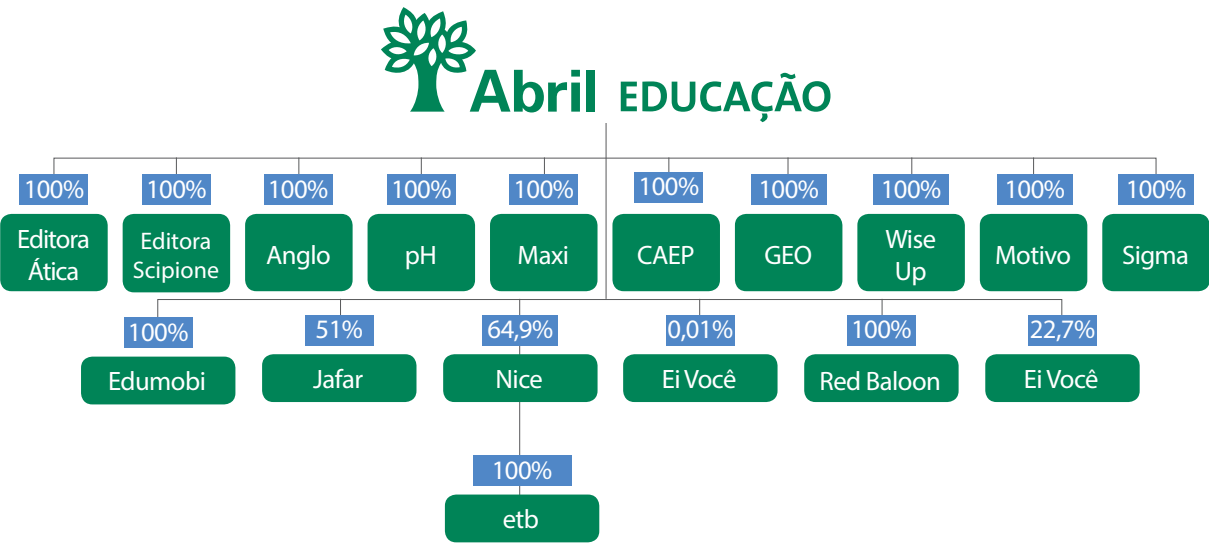 Abril EDUCAÇÃO
100% 100% 100% 100% 100% 100% 100% 100% 100% 100%
Editora
Ática
Editora
Scipione
Anglo
pH
Maxi
CAEP
GEO
Wise
Up
Motivo
Sigma
100% 51% 64,9% 0,01% 100% 22,7%
Edumobi
Jafar
Nice
Ei Você
Red Baloon
Ei Você
100%
etb